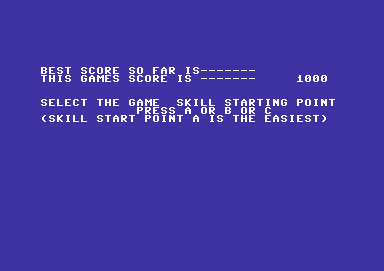 BEST SCORE SO FAR IS-------
THIS GAMES SCORE IS ------- 1000
SELECT THE GAME SKILL STARTING POINT
PRESS A OR B OR C
(SKILL START POINT A IS THE EASIEST)